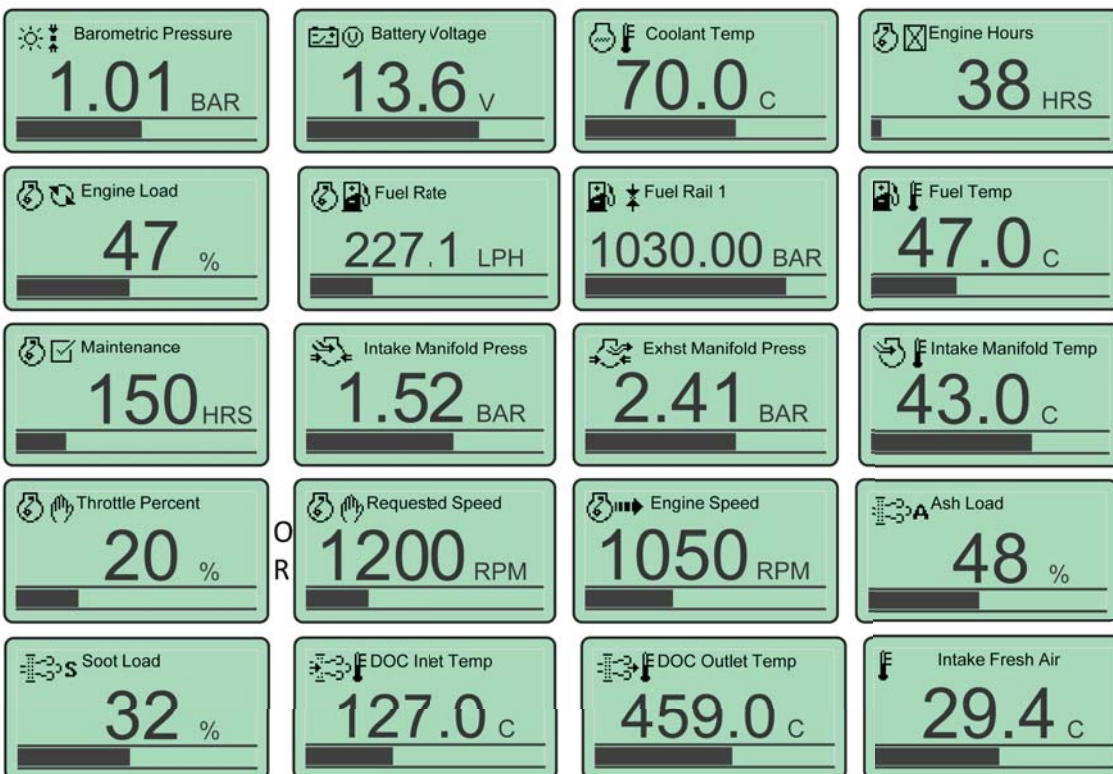 Barometric Pressure
1.01 BAR
Battery Voltage
13.6 V
Coolant Temp
70.0 C
Engine Hours
38 HRS
Engine Load
47 %
Fuel Rate
227.1 LPH
Fuel Rail 1
1030.00 BAR
Fuel Temp
47.0 C
Maintenance
150 HRS
Intake Manifold Press
1.52 BAR
Exhst Manifold Press
2.41 BAR
Intake Manifold Temp
43.0 C
Throttle Percent
20 %
O
R
Requested Speed
1200 RPM
Engine Speed
1050 RPM
A Ash Load
48 %
S Soot Load
32 %
DOC Inlet Temp
127.0 C
DOC Outlet Temp
459.0 C
Intake Fresh Air
29.4 C